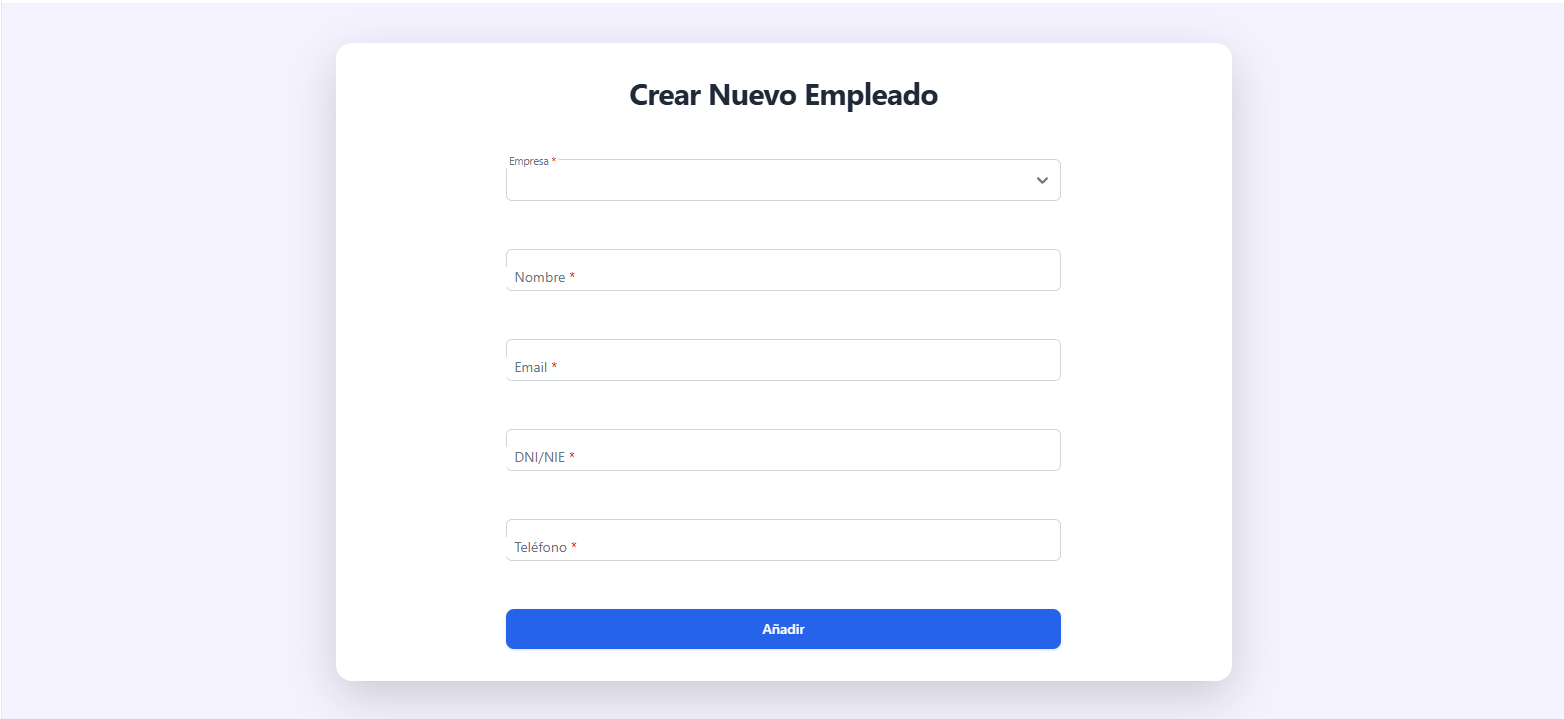 Crear Nuevo Empleado
Empresa *
Nombre *
Email *
DNI/NIE *
Teléfono *
Añadir